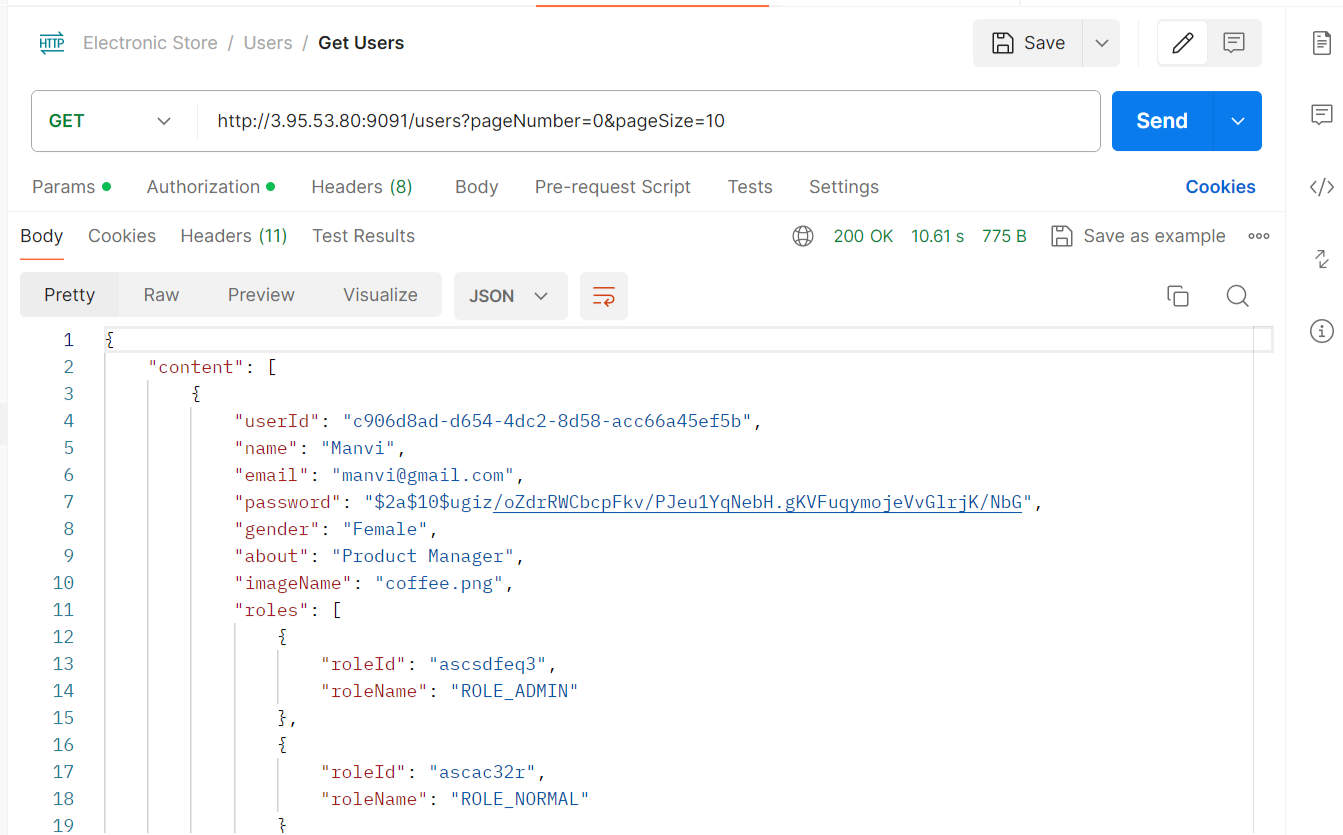 HTTP Electronic Store / Users / Get Users Save
GET http://3.95.53.80:9091/users?pageNumber=0&pageSize=10 Send
Params Authorization Headers (8) Body Pre-request Script Tests Settings Cookies
Body Cookies Headers (11) Test Results 200 OK 10.61 s 775 B Save as example
Pretty Raw Preview Visualize JSON
1 {
2 "content": [
3 {
4 "userId": "c906d8ad-d654-4dc2-8d58-acc66a45ef5b",
5 "name": "Manvi",
6 "email": "manvi@gmail.com",
7 "password": "$2a$10$ugiz/oZdrRWCbcpFkv/PJeu1YqNebH.gKVFuqymojeVvGlrjK/NbG",
8 "gender": "Female",
9 "about": "Product Manager",
10 "imageName": "coffee.png",
11 "roles": [
12 {
13 "roleId": "ascsdfeq3",
14 "roleName": "ROLE_ADMIN"
15 },
16 {
17 "roleId": "ascac32r",
18 "roleName": "ROLE_NORMAL"
19 }